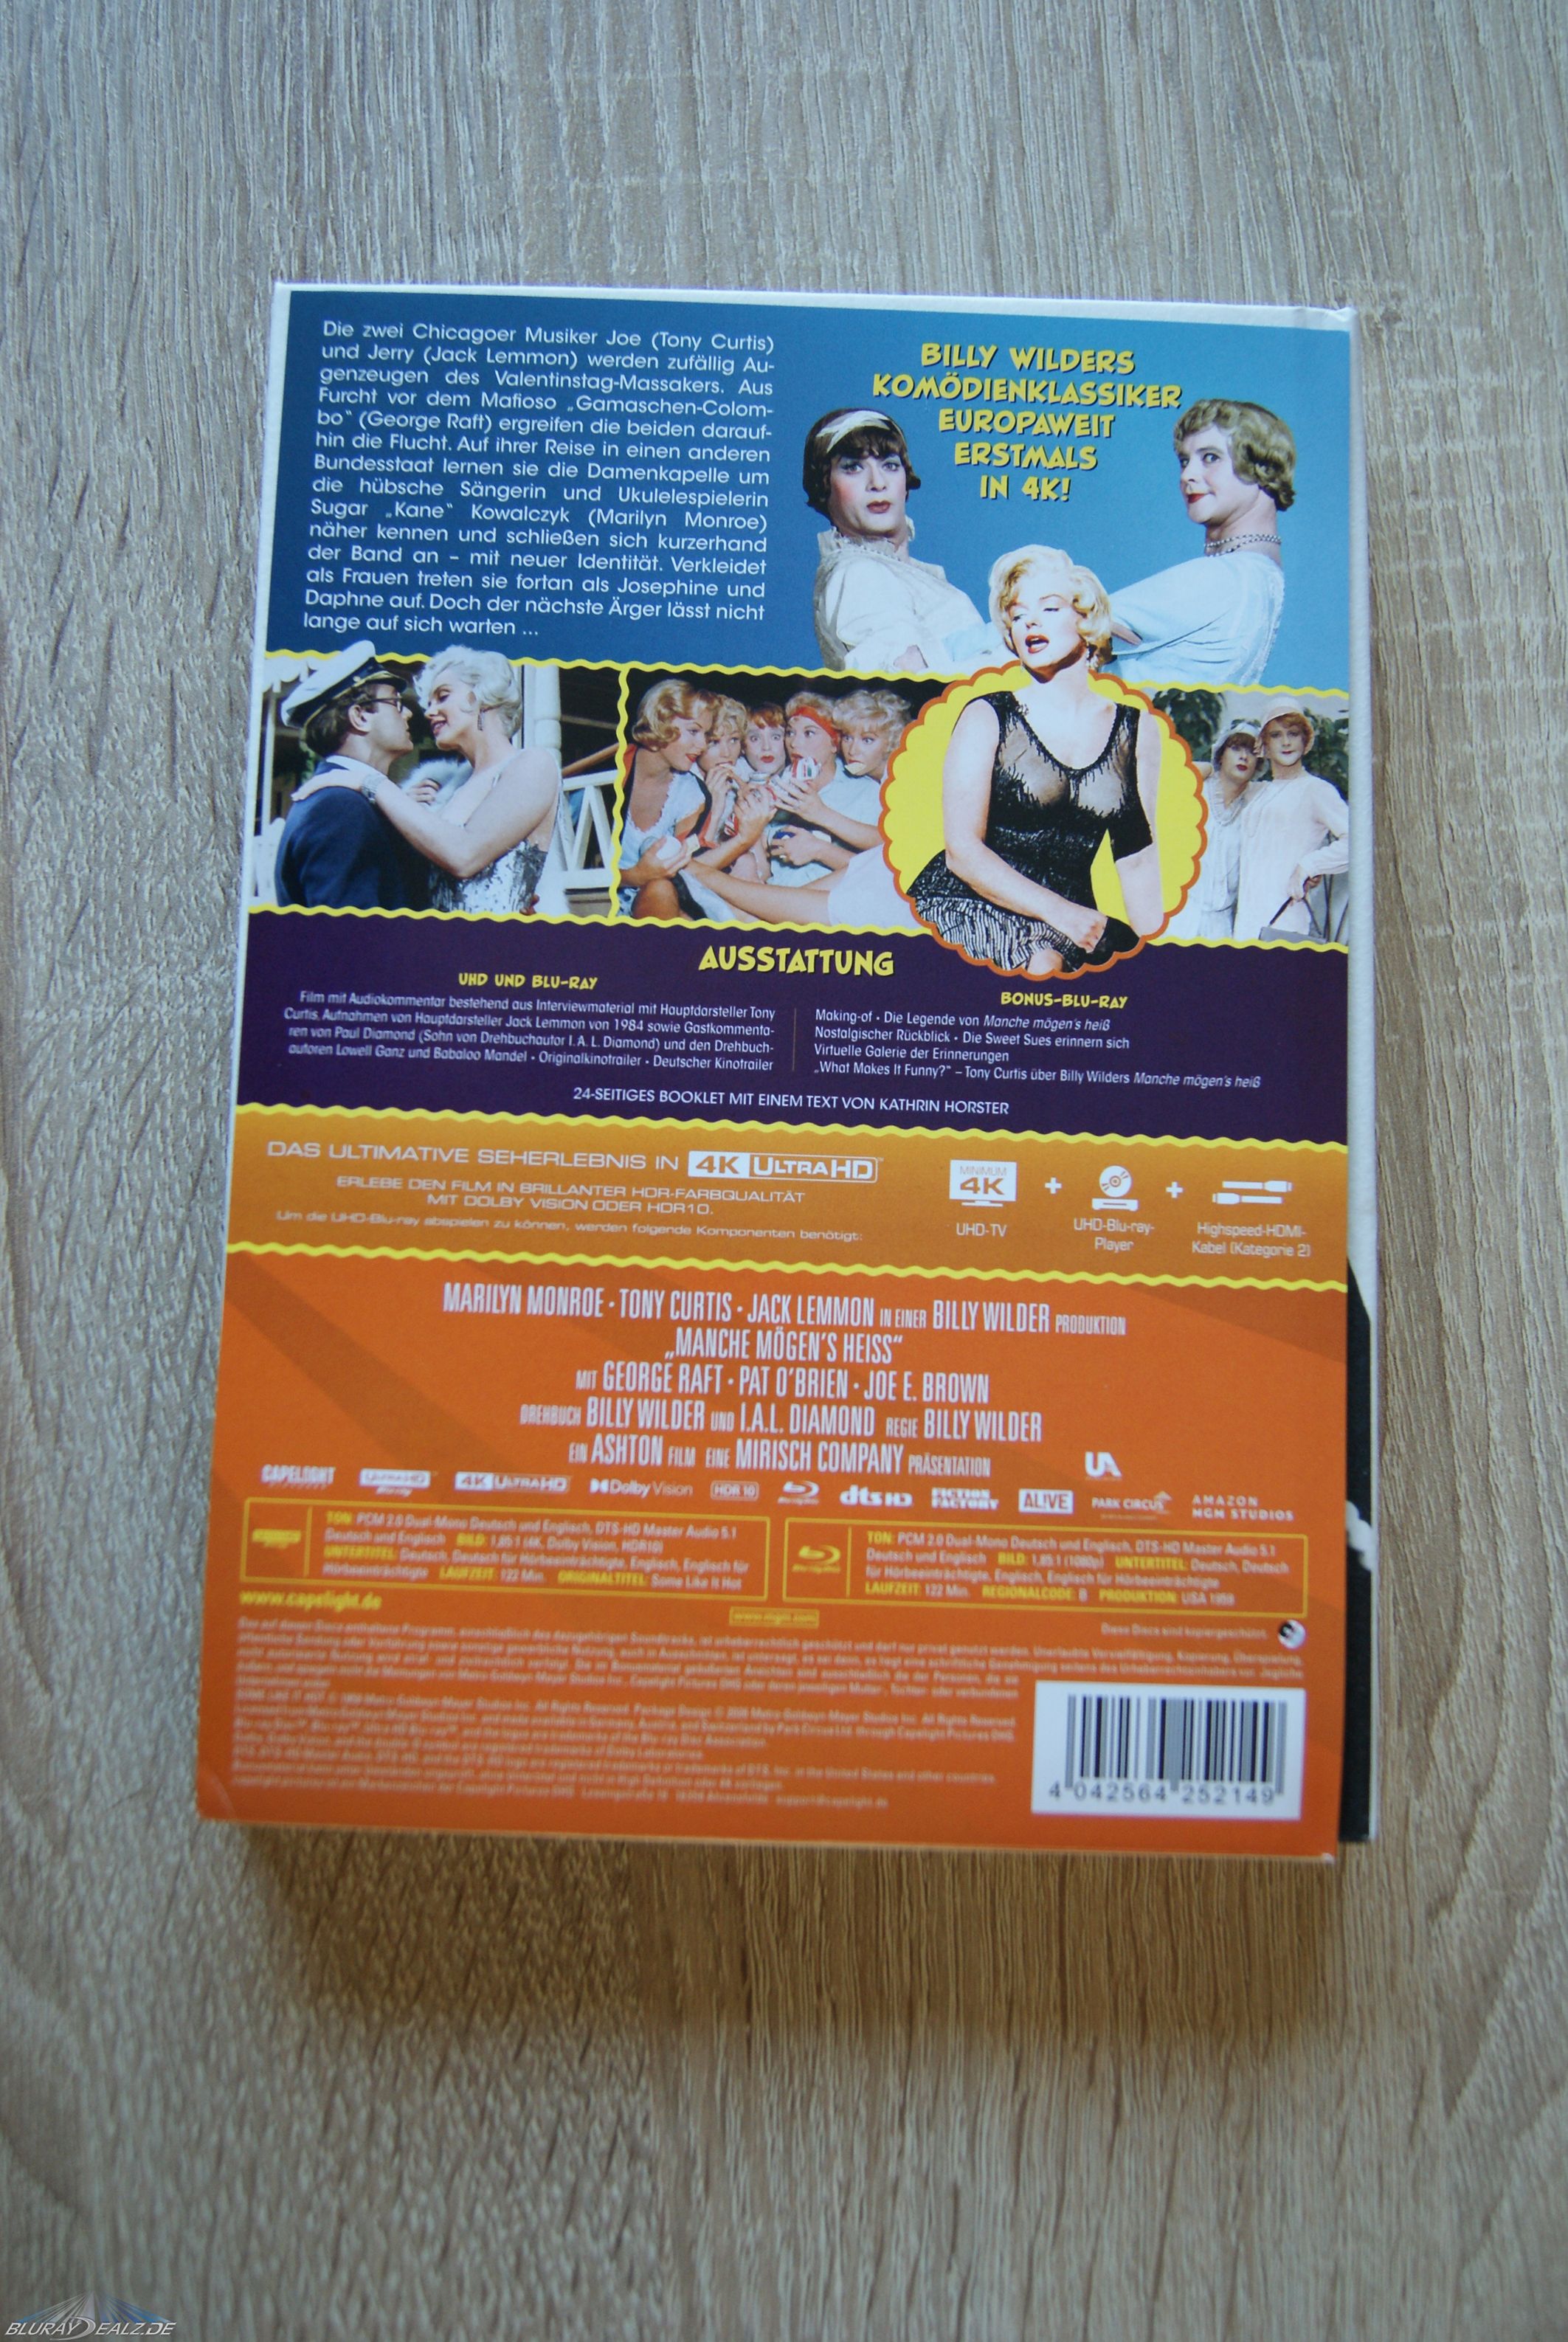 Die zwei Chicagoer Musiker Joe (Tony Curtis)
und Jerry (Jack Lemmon) werden zufällig Au-
genzeugen des Valentinstag-Massakers. Aus
Furcht vor dem Mafioso „Gamaschen-Colom-
bo“ (George Raft) ergreifen die beiden darauf-
hin die Flucht. Auf ihrer Reise in einen anderen
Bundesstaat lernen sie die Damenkapelle um
die hübsche Sängerin und Ukulelespielerin
Sugar „Kane“ Kowalczyk (Marilyn Monroe)
näher kennen und schließen sich kurzerhand
der Band an – mit neuer Identität. Verkleidet
als Frauen treten sie fortan als Josephine und
Daphne auf. Doch der nächste Ärger lässt nicht
lange auf sich warten ...
BILLY WILDERS
KOMÖDIENKLASSIKER
EUROPAWEIT
ERSTMALS
IN 4K!
AUSSTATTUNG
UHD UND BLU-RAY
Film mit Audiokommentar bestehend aus Interviewmaterial mit Hauptdarsteller Tony
Curtis, Aufnahmen von Hauptdarsteller Jack Lemmon von 1984 sowie Gastkommenta-
ren von Paul Diamond (Sohn von Drehbuchautor I. A. L. Diamond) und den Drehbuch-
autoren Lowell Ganz und Babaloo Mandel • Originalkinotrailer • Deutscher Kinotrailer
BONUS-BLU-RAY
Making-of • Die Legende von Manche mögen's heiß
Nostalgischer Rückblick • Die Sweet Sues erinnern sich
Virtuelle Galerie der Erinnerungen
„What Makes It Funny?“ – Tony Curtis über Billy Wilders Manche mögen's heiß
24-SEITIGES BOOKLET MIT EINEM TEXT VON KATHRIN HORSTER
DAS ULTIMATIVE SEHERLEBNIS IN 4K ULTRA HD
ERLEBE DEN FILM IN BRILLANTER HDR-FARBQUALITÄT
MIT DOLBY VISION ODER HDR10.
Um die UHD-Blu-ray abspielen zu können, werden folgende Komponenten benötigt:
MINIMUM
4K
UHD-TV
+
UHD-Blu-ray-
Player
+
Highspeed-HDMI-
Kabel (Kategorie 2)
MARILYN MONROE • TONY CURTIS • JACK LEMMON IN EINER BILLY WILDER PRODUKTION
„MANCHE MÖGEN'S HEISS“
MIT GEORGE RAFT • PAT O'BRIEN • JOE E. BROWN
DREHBUCH BILLY WILDER UND I.A.L. DIAMOND REGIE BILLY WILDER
EIN ASHTON FILM EINE MIRISCH COMPANY PRÄSENTATION
UA
CAPELIGHT
4K ULTRA HD
Dolby Vision
HDR 10
dts HD
FICTION FACTORY
AL!VE
PARK CIRCUS
AMAZON MGM STUDIOS
TON: PCM 2.0 Dual-Mono Deutsch und Englisch, DTS-HD Master Audio 5.1
Deutsch und Englisch BILD: 1,85:1 (4K, Dolby Vision, HDR10)
UNTERTITEL: Deutsch, Deutsch für Hörbeeinträchtigte, Englisch, Englisch für
Hörbeeinträchtigte LAUFZEIT: 122 Min. ORIGINALTITEL: Some Like It Hot
TON: PCM 2.0 Dual-Mono Deutsch und Englisch, DTS-HD Master Audio 5.1
Deutsch und Englisch BILD: 1,85:1 (1080p) UNTERTITEL: Deutsch, Deutsch
für Hörbeeinträchtigte, Englisch, Englisch für Hörbeeinträchtigte
LAUFZEIT: 122 Min. REGIONALCODE: B PRODUKTION: USA 1959
www.capelight.de
www.mgm.com
Diese Discs sind kopiergeschützt.
4 042564 252149
BLURAYDEALZ.DE